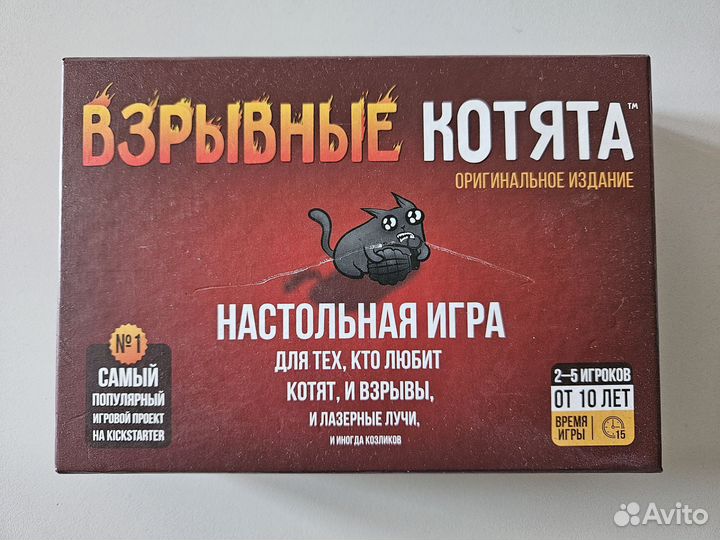 ВЗРЫВНЫЕ КОТЯТА™
ОРИГИНАЛЬНОЕ ИЗДАНИЕ
НАСТОЛЬНАЯ ИГРА
ДЛЯ ТЕХ, КТО ЛЮБИТ
КОТЯТ, И ВЗРЫВЫ,
И ЛАЗЕРНЫЕ ЛУЧИ,
И ИНОГДА КОЗЛИКОВ
№1
САМЫЙ
ПОПУЛЯРНЫЙ
ИГРОВОЙ ПРОЕКТ
НА KICKSTARTER
2–5 ИГРОКОВ
ОТ 10 ЛЕТ
ВРЕМЯ
ИГРЫ
15
Avito